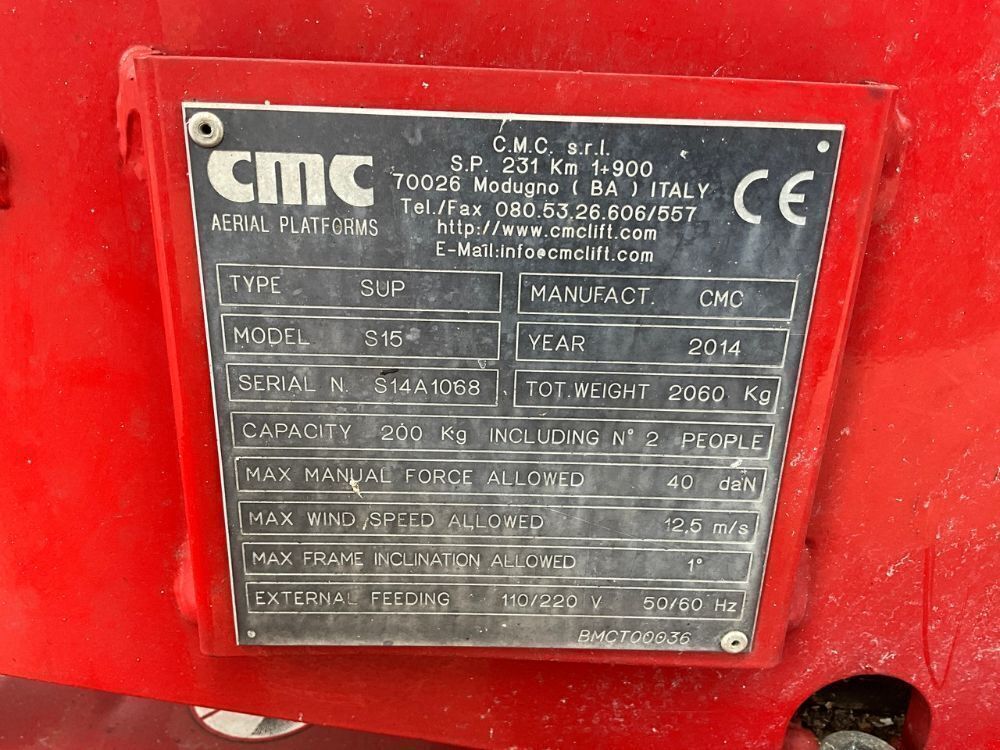 CMC
AERIAL PLATFORMS
C.M.C. s.r.l.
S.P. 231 Km 1+900
70026 Modugno ( BA ) ITALY
Tel./Fax 080.53.26.606/557
http://www.cmclift.com
E-Mail:info@cmclift.com
CE
TYPE SUP
MANUFACT. CMC
MODEL S15
YEAR 2014
SERIAL N. S14A1068
TOT.WEIGHT 2060 Kg
CAPACITY 200 Kg INCLUDING N° 2 PEOPLE
MAX MANUAL FORCE ALLOWED 40 daN
MAX WIND SPEED ALLOWED 12,5 m/s
MAX FRAME INCLINATION ALLOWED 1°
EXTERNAL FEEDING 110/220 V 50/60 Hz
BMCT00036